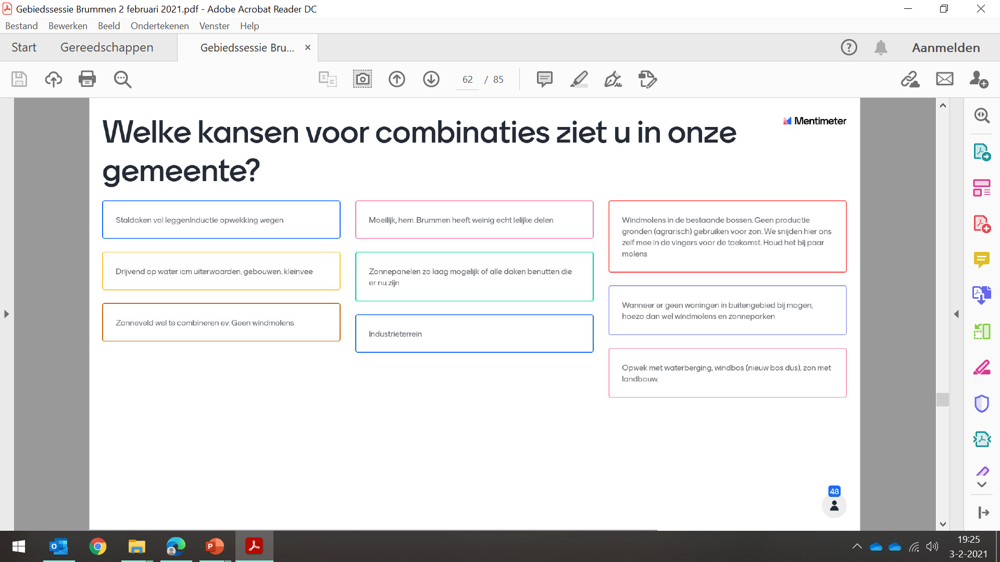 Gebiedssessie Brummen 2 februari 2021.pdf - Adobe Acrobat Reader DC
Bestand Bewerken Beeld Ondertekenen Venster Help
Start Gereedschappen Gebiedssessie Bru... Aanmelden
62 / 85
Welke kansen voor combinaties ziet u in onze
gemeente?
Mentimeter
Staldaken vol leggenInductie opwekking wegen
Drijvend op water icm uiterwaarden, gebouwen, kleinvee
Zonneveld wel te combineren ev. Geen windmolens
Moeilijk, hem. Brummen heeft weinig echt lelijke delen
Zonnepanelen zo laag mogelijk of alle daken benutten die
er nu zijn
Industrieterrein
Windmolens in de bestaande bossen. Geen productie
gronden (agrarisch) gebruiken voor zon. We snijden hier ons
zelf mee in de vingers voor de toekomst. Houd het bij paar
molens
Wanneer er geen woningen in buitengebied bij mogen,
hoezo dan wel windmolens en zonneparken
Opwek met waterberging, windbos (nieuw bos dus), zon met
landbouw.
48
19:25
3-2-2021